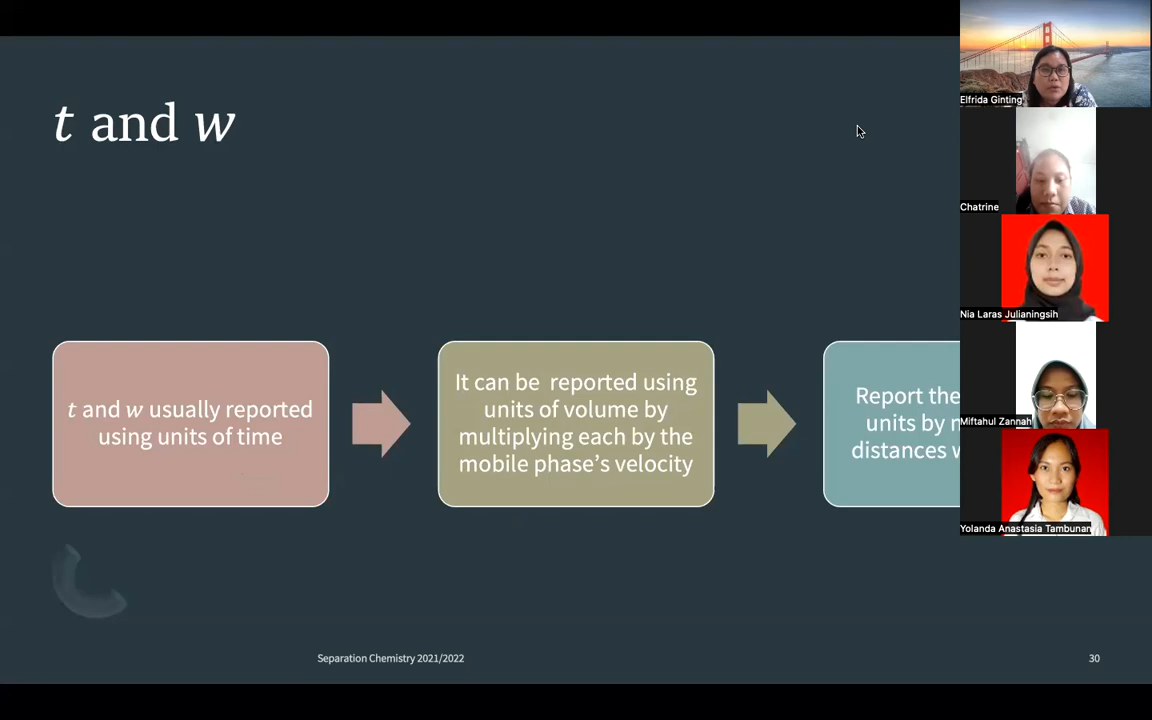 t and w
t and w usually reported
using units of time
It can be reported using
units of volume by
multiplying each by the
mobile phase's velocity
Report the
units by
distances
Separation Chemistry 2021/2022
30
Elfrida Ginting
Chatrine
Nia Laras Julianingsih
Miftahul Zannah
Yolanda Anastasia Tambunan